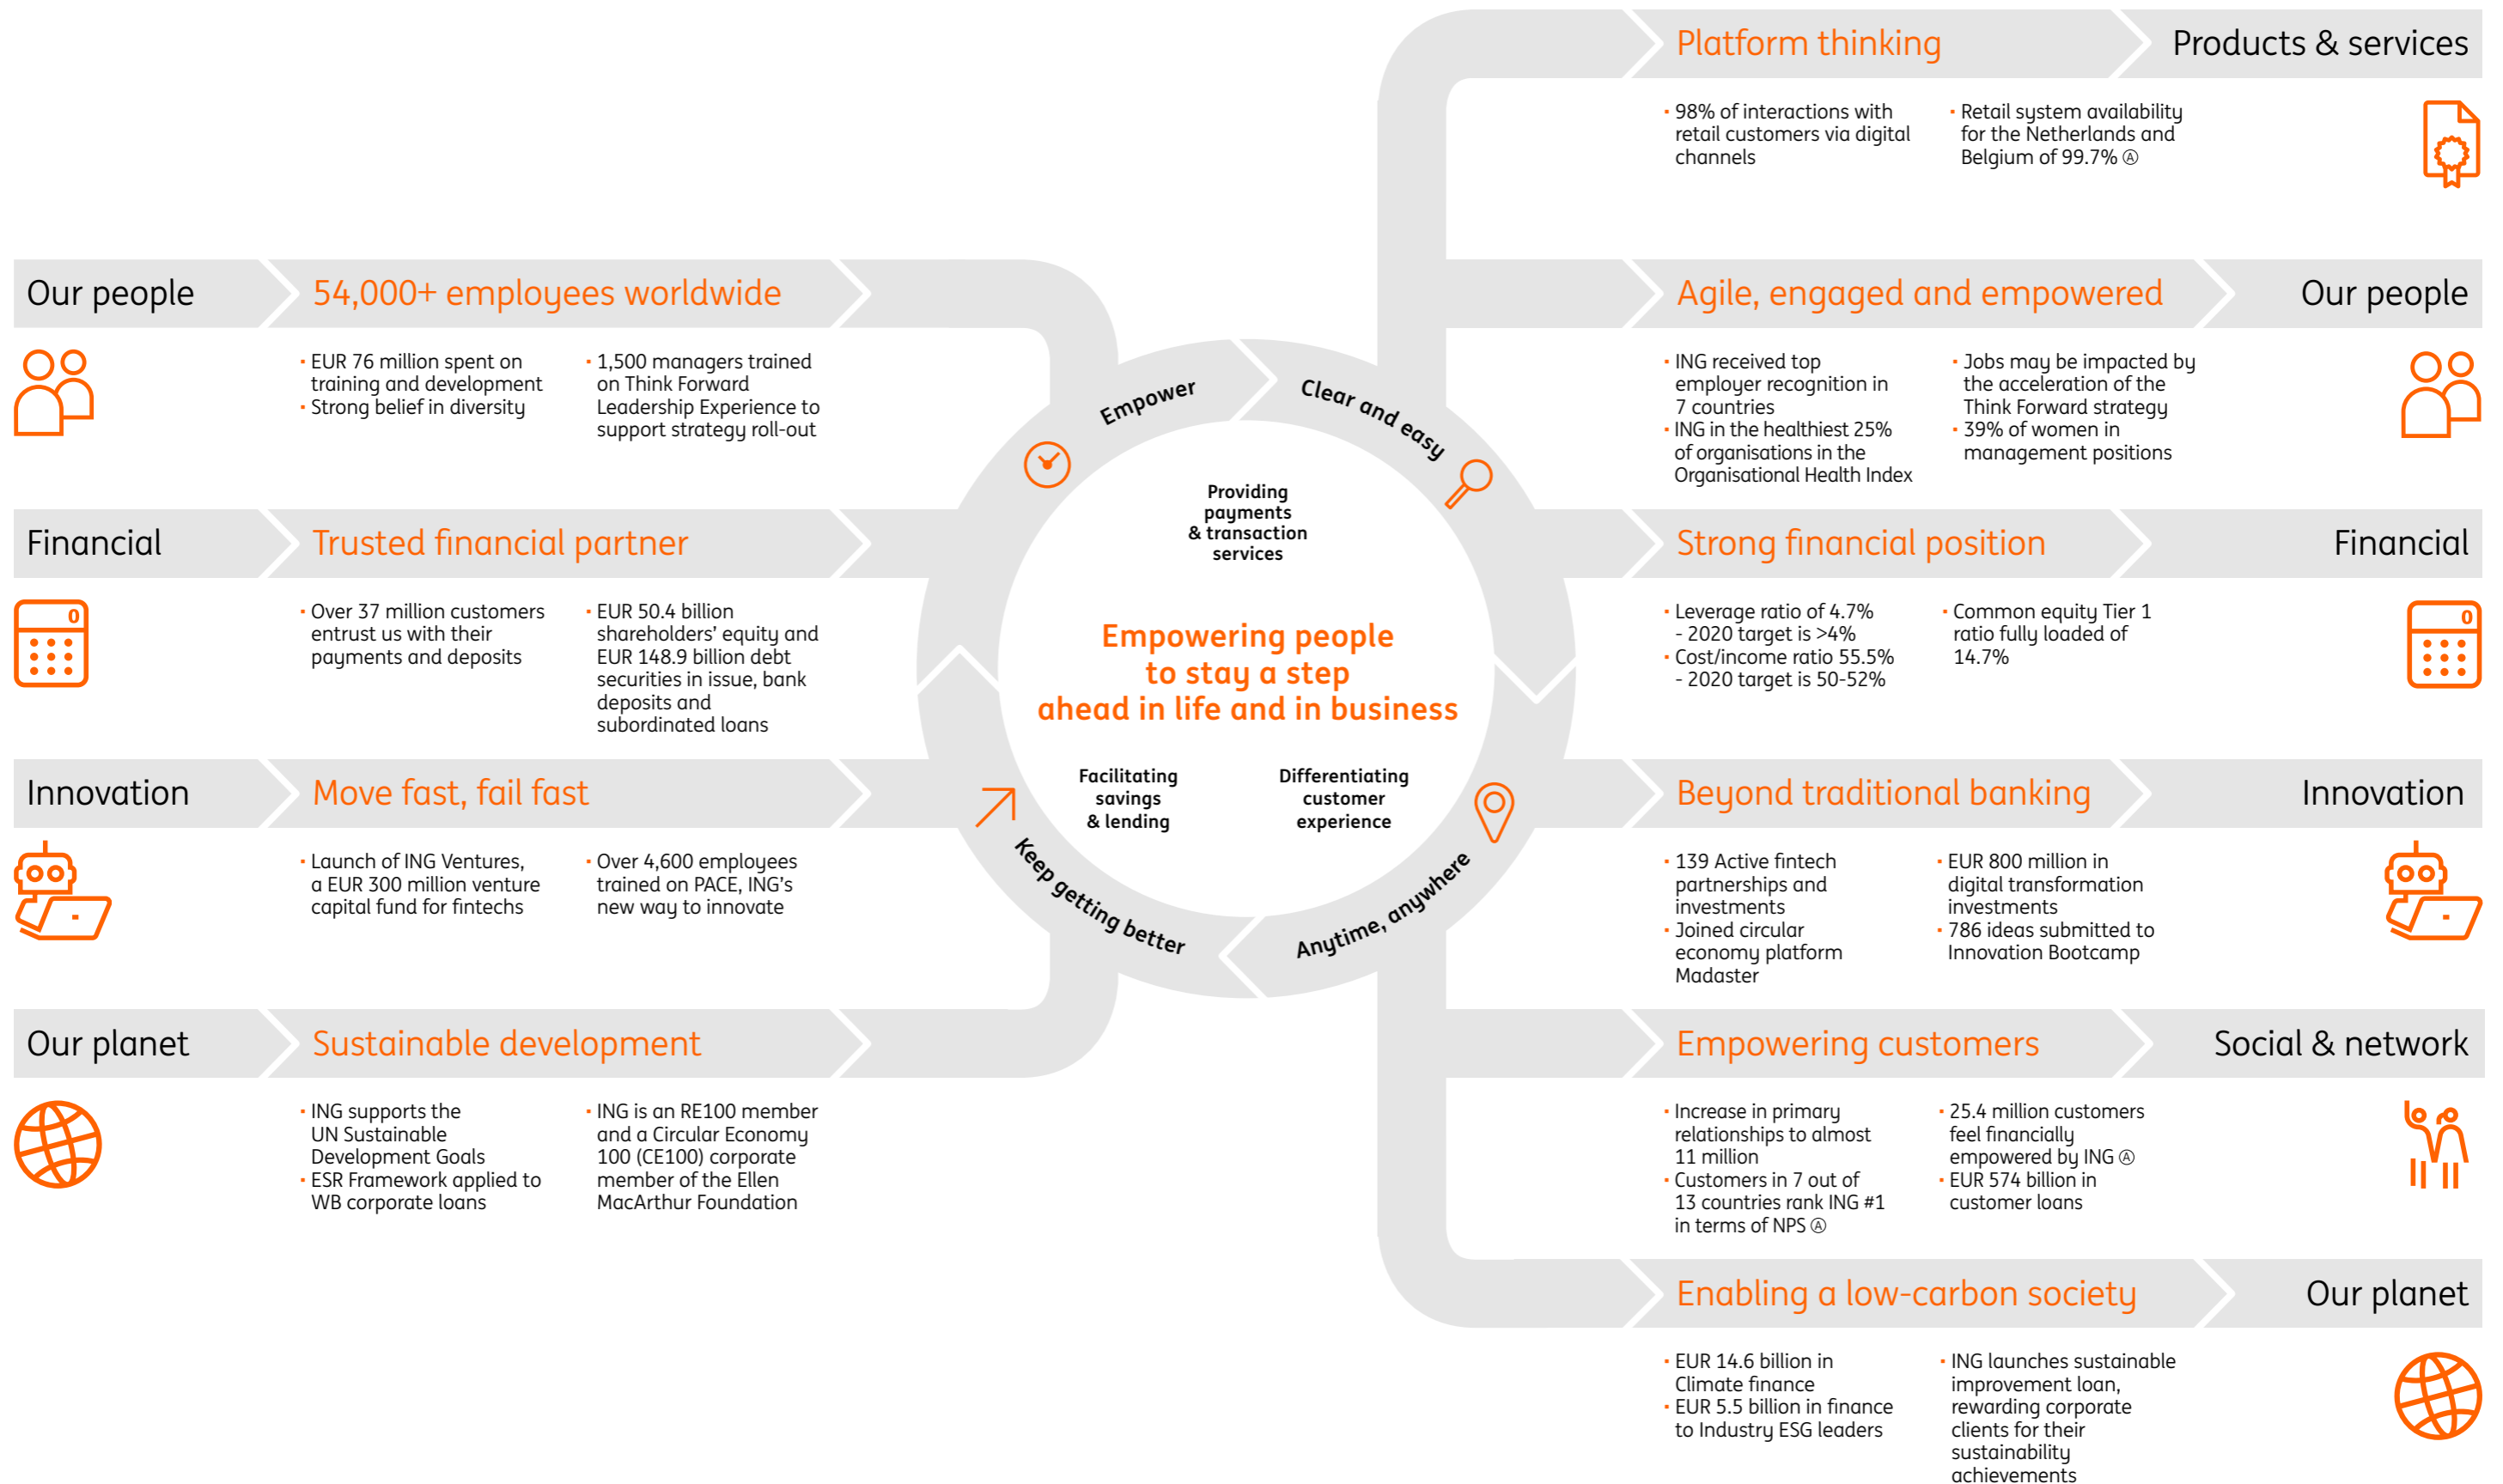 Platform thinking
Products & services
• 98% of interactions with
retail customers via digital
channels
• Retail system availability
for the Netherlands and
Belgium of 99.7% Ⓐ
Our people
54,000+ employees worldwide
• EUR 76 million spent on
training and development
• Strong belief in diversity
• 1,500 managers trained
on Think Forward
Leadership Experience to
support strategy roll-out
Financial
Trusted financial partner
• Over 37 million customers
entrust us with their
payments and deposits
• EUR 50.4 billion
shareholders' equity and
EUR 148.9 billion debt
securities in issue, bank
deposits and
subordinated loans
Innovation
Move fast, fail fast
• Launch of ING Ventures,
a EUR 300 million venture
capital fund for fintechs
• Over 4,600 employees
trained on PACE, ING's
new way to innovate
Our planet
Sustainable development
• ING supports the
UN Sustainable
Development Goals
• ESR Framework applied to
WB corporate loans
• ING is an RE100 member
and a Circular Economy
100 (CE100) corporate
member of the Ellen
MacArthur Foundation
Empower
Clear and easy
Anytime, anywhere
Keep getting better
Providing
payments
& transaction
services
Empowering people
to stay a step
ahead in life and in business
Facilitating
savings
& lending
Differentiating
customer
experience
Agile, engaged and empowered
Our people
• ING received top
employer recognition in
7 countries
• ING in the healthiest 25%
of organisations in the
Organisational Health Index
• Jobs may be impacted by
the acceleration of the
Think Forward strategy
• 39% of women in
management positions
Strong financial position
Financial
• Leverage ratio of 4.7%
- 2020 target is >4%
• Cost/income ratio 55.5%
- 2020 target is 50-52%
• Common equity Tier 1
ratio fully loaded of
14.7%
Beyond traditional banking
Innovation
• 139 Active fintech
partnerships and
investments
• Joined circular
economy platform
Madaster
• EUR 800 million in
digital transformation
investments
• 786 ideas submitted to
Innovation Bootcamp
Empowering customers
Social & network
• Increase in primary
relationships to almost
11 million
• Customers in 7 out of
13 countries rank ING #1
in terms of NPS Ⓐ
• 25.4 million customers
feel financially
empowered by ING Ⓐ
• EUR 574 billion in
customer loans
Enabling a low-carbon society
Our planet
• EUR 14.6 billion in
Climate finance
• EUR 5.5 billion in finance
to Industry ESG leaders
• ING launches sustainable
improvement loan,
rewarding corporate
clients for their
sustainability
achievements
0
0